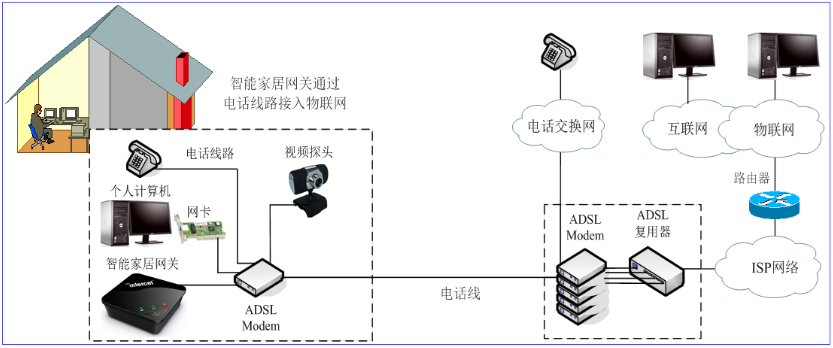 智能家居网关通过
电话线路接入物联网
电话线路
视频探头
个人计算机
网卡
智能家居网关
intercel
ADSL
Modem
电话线
电话交换网
互联网
物联网
路由器
ADSL
Modem
ADSL
复用器
ISP网络